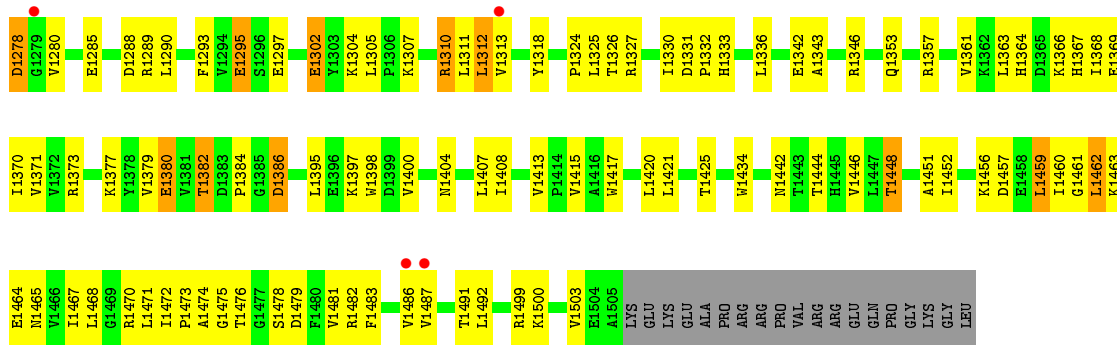 D1278 G1279 V1280 E1285 D1288 R1289 L1290 F1293 V1294 E1295 S1296 E1297 E1302 Y1303 K1304 L1305 P1306 K1307 R1310 L1311 L1312 V1313 Y1318 P1324 L1325 T1326 R1327 I1330 D1331 P1332 H1333 L1336 E1342 A1343 R1346 Q1353 R1357 V1361 K1362 L1363 H1364 D1365 K1366 H1367 I1368 E1369
I1370 V1371 V1372 R1373 K1377 Y1378 V1379 E1380 V1381 T1382 D1383 P1384 G1385 D1386 L1395 E1396 K1397 W1398 D1399 V1400 N1404 L1407 I1408 V1413 P1414 V1415 A1416 W1417 L1420 L1421 T1425 W1434 N1442 T1443 T1444 H1445 V1446 L1447 T1448 A1451 I1452 K1456 D1457 E1458 L1459 I1460 G1461 L1462 K1463
E1464 N1465 V1466 I1467 L1468 G1469 R1470 L1471 I1472 P1473 A1474 G1475 T1476 G1477 S1478 D1479 F1480 V1481 R1482 F1483 V1486 V1487 T1491 L1492 R1499 K1500 V1503 E1504 A1505 LYS GLU LYS GLU ALA PRO ARG ARG PRO VAL ARG ARG GLU GLN PRO GLY LYS GLY LEU